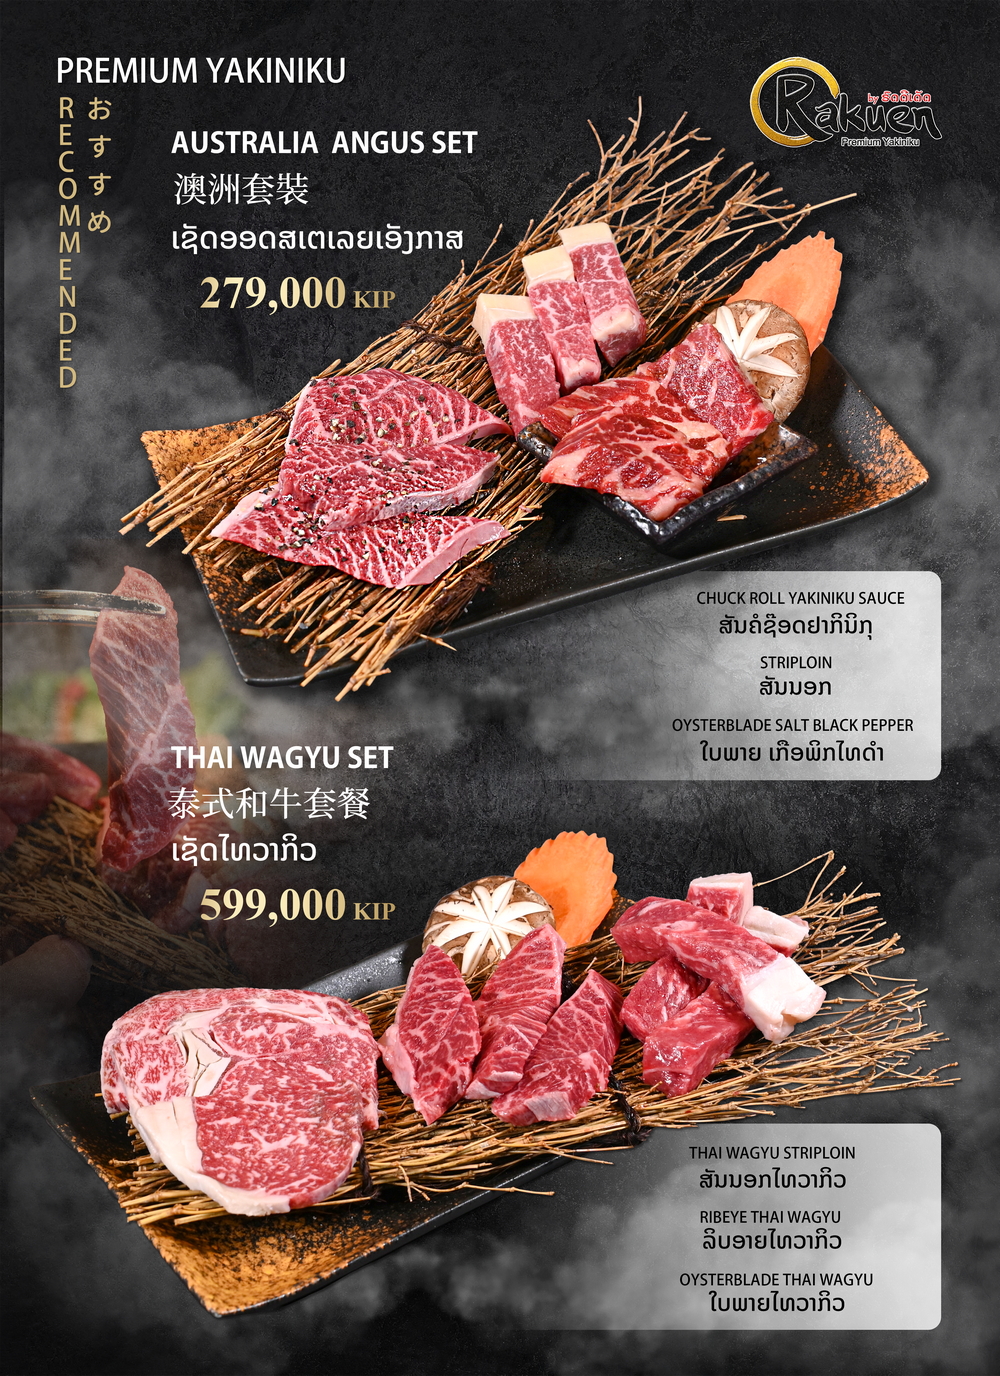 PREMIUM YAKINIKU
RECOMMENDED
おすすめ
Rakuen
by ຮັດຕິເດັດ
Premium Yakiniku
AUSTRALIA ANGUS SET
澳洲套裝
ເຊັດອອດສເຕເລຍເອັງກາສ
279,000 KIP
CHUCK ROLL YAKINIKU SAUCE
ສັນຄໍຊ໊ອດຢາກິນິກຸ
STRIPLOIN
ສັນນອກ
OYSTERBLADE SALT BLACK PEPPER
ໃບພາຍ ເກືອພິກໄທດຳ
THAI WAGYU SET
泰式和牛套餐
ເຊັດໄທວາກິວ
599,000 KIP
THAI WAGYU STRIPLOIN
ສັນນອກໄທວາກິວ
RIBEYE THAI WAGYU
ລິບອາຍໄທວາກິວ
OYSTERBLADE THAI WAGYU
ໃບພາຍໄທວາກິວ